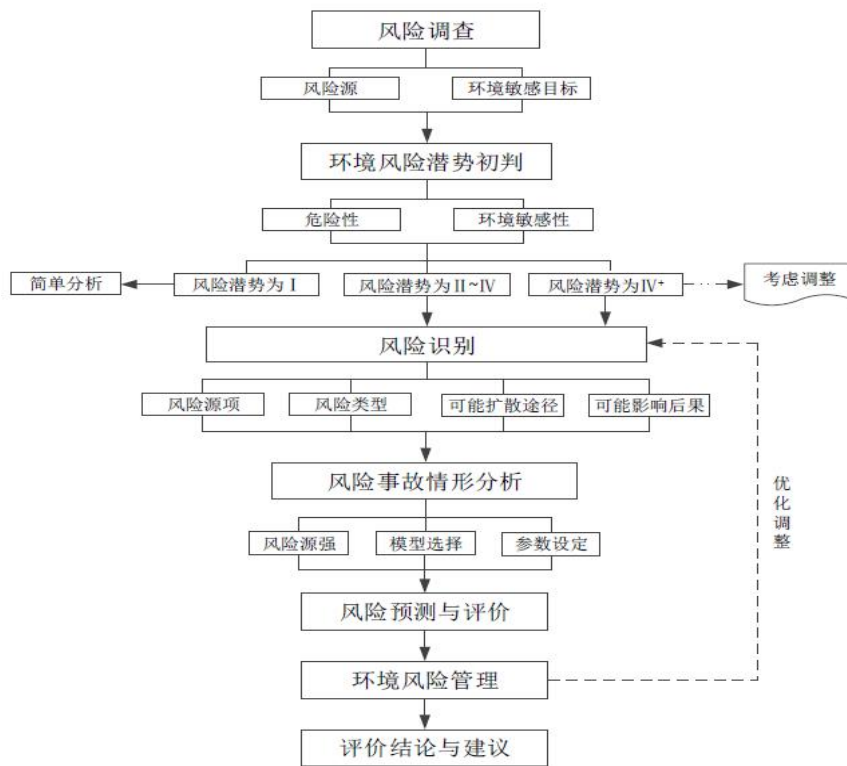 风险调查
风险源
环境敏感目标
环境风险潜势初判
危险性
环境敏感性
简单分析
风险潜势为Ⅰ
风险潜势为Ⅱ~Ⅳ
风险潜势为Ⅳ+
考虑调整
风险识别
风险源项
风险类型
可能扩散途径
可能影响后果
风险事故情形分析
优化调整
风险源强
模型选择
参数设定
风险预测与评价
环境风险管理
评价结论与建议